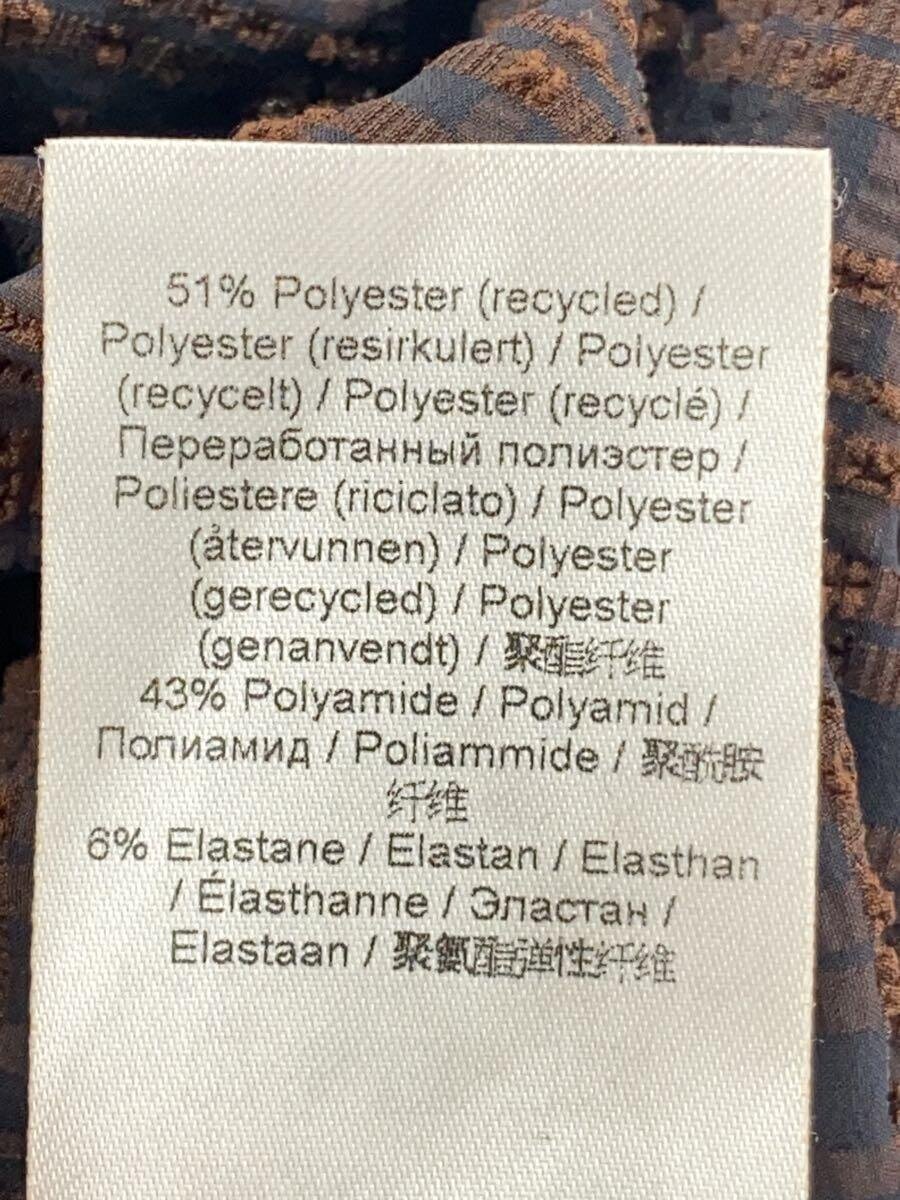 51% Polyester (recycled) /
Polyester (resirkulert) / Polyester
(recycelt) / Polyester (recyclé) /
Переработанный полиэстер /
Poliestere (riciclato) / Polyester
(återvunnen) / Polyester
(gerecycled) / Polyester
(genanvendt) / 聚酯纤维
43% Polyamide / Polyamid /
Полиамид / Poliammide / 聚酰胺
纤维
6% Elastane / Elastan / Elasthan
/ Élasthanne / Эластан /
Elastaan / 聚氨酯弹性纤维